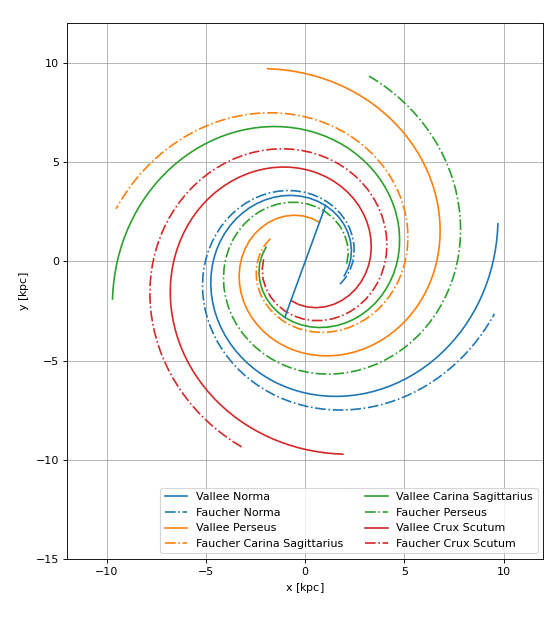 10
5
0
−5
−10
−15
y [kpc]
Vallee Norma
Faucher Norma
Vallee Perseus
Faucher Carina Sagittarius
Vallee Carina Sagittarius
Faucher Perseus
Vallee Crux Scutum
Faucher Crux Scutum
−10 −5 0 5 10
x [kpc]